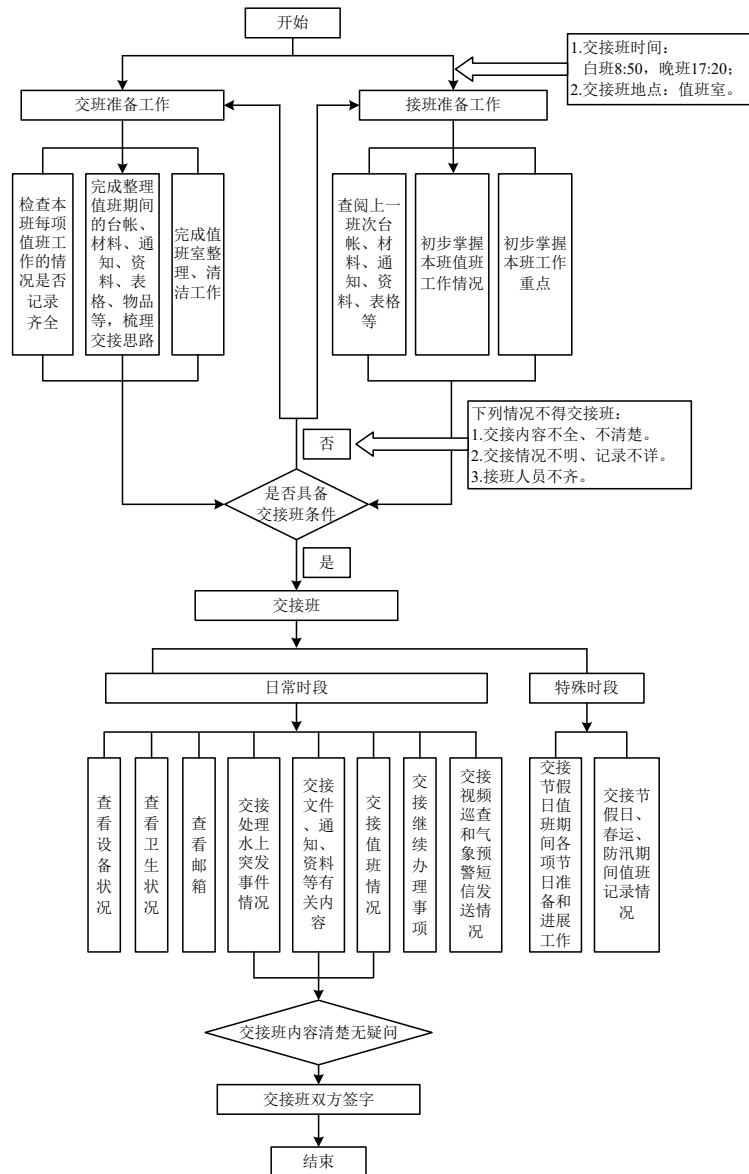 开始
1.交接班时间：
白班8:50，晚班17:20；
2.交接班地点：值班室。
交班准备工作
接班准备工作
检查本
班每项
值班工
作的情
况是否
记录
齐全
完成整理
值班期间
的台帐、
材料、通
知、资
料、表
格、物品
等，梳理
交接思路
完成值
班室整
理、清
洁工作
查阅上一
班次台
帐、材
料、通
知、资
料、表格
等
初步掌握
本班值班
工作情况
初步掌握
本班工作
重点
下列情况不得交接班：
1.交接内容不全、不清楚。
2.交接情况不明、记录不详。
3.接班人员不齐。
否
是否具备
交接班条件
是
交接班
日常时段
特殊时段
查
看
设
备
状
况
查
看
卫
生
状
况
查
看
邮
箱
交接
处理
水上
突发
事件
情况
交接
文件
、通
知、
资料
等有
关内
容
交
接
值
班
情
况
交
接
继
续
办
理
事
项
交接
视频
巡查
和气
象预
警短
信发
送情
况
交接
节假
日值
班期
间各
项节
日准
备和
进展
工作
交接节
假日、
春运、
防汛期
间值班
记录情
况
交接班内容清楚无疑问
交接班双方签字
结束